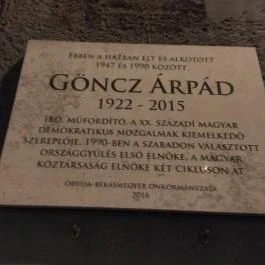 EBBEN A HÁZBAN ÉLT ÉS ALKOTOTT
1947 ÉS 1990 KÖZÖTT,
GÖNCZ ÁRPÁD
1922 - 2015
ÍRÓ, MŰFORDÍTÓ, A XX. SZÁZADI MAGYAR
DEMOKRATIKUS MOZGALMAK KIEMELKEDŐ
SZEREPLŐJE, 1990-BEN A SZABADON VÁLASZTOTT
ORSZÁGGYŰLÉS ELSŐ ELNÖKE, A MAGYAR
KÖZTÁRSASÁG ELNÖKE KÉT CIKLUSON ÁT.
ÓBUDA-BÉKÁSMEGYER ÖNKORMÁNYZATA
2016